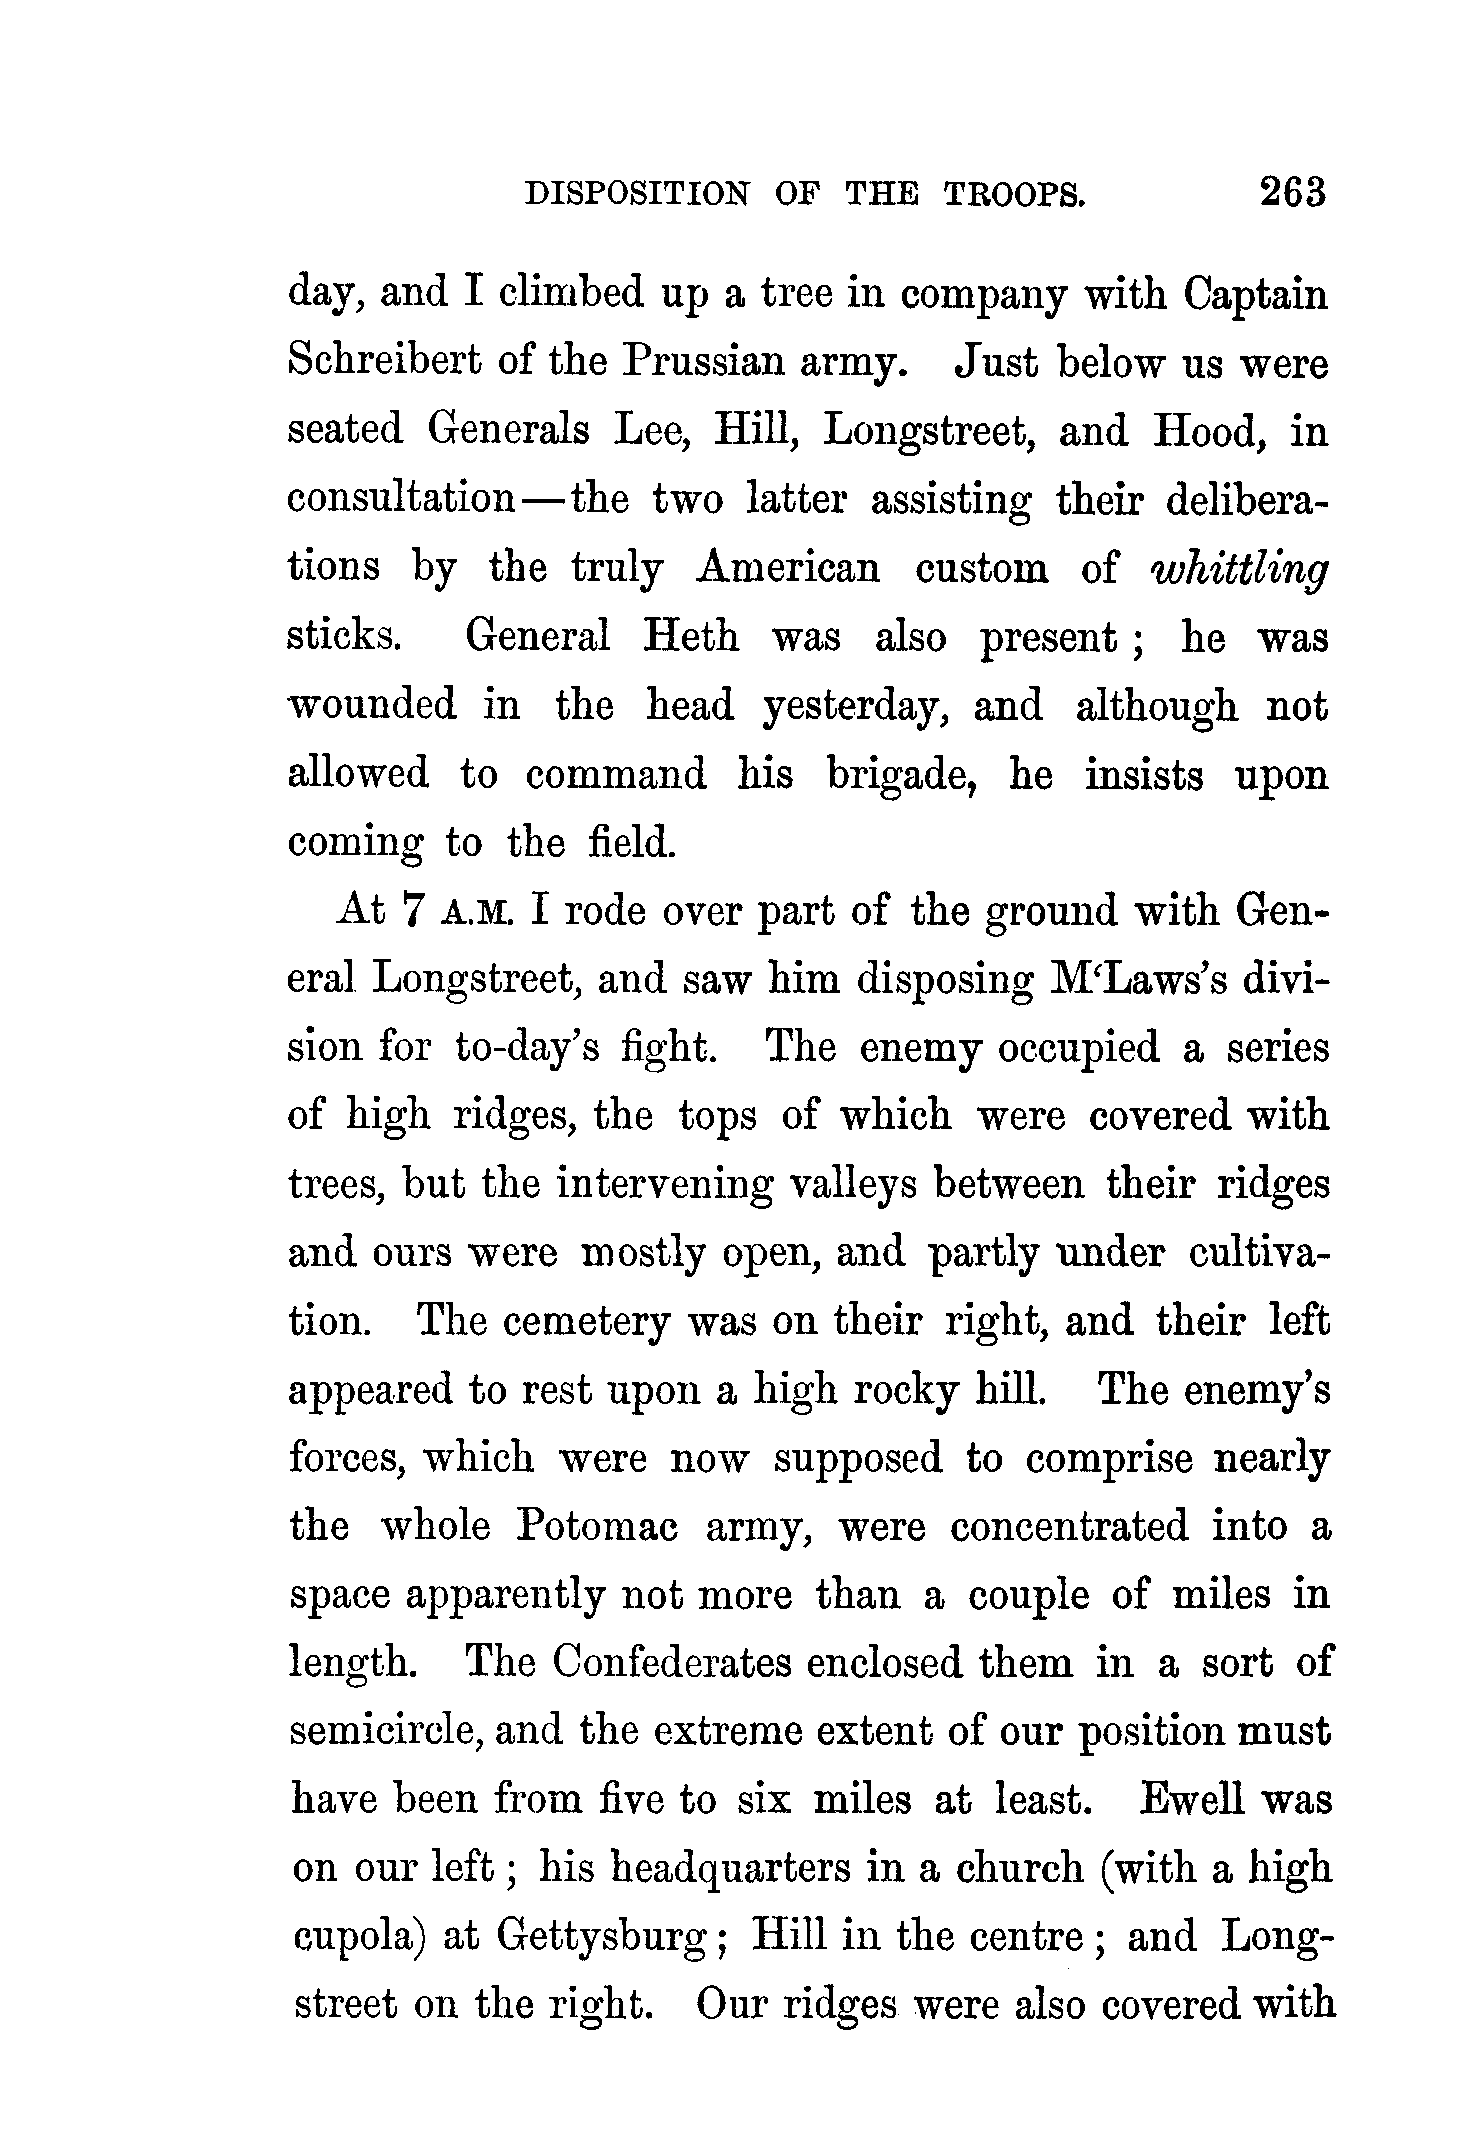 DISPOSITION OF THE TROOPS. 263
day, and I climbed up a tree in company with Captain
Schreibert of the Prussian army. Just below us were
seated Generals Lee, Hill, Longstreet, and Hood, in
consultation—the two latter assisting their delibera-
tions by the truly American custom of whittling
sticks. General Heth was also present ; he was
wounded in the head yesterday, and although not
allowed to command his brigade, he insists upon
coming to the field.
At 7 A.M. I rode over part of the ground with Gen-
eral Longstreet, and saw him disposing M‘Laws’s divi-
sion for to-day’s fight. The enemy occupied a series
of high ridges, the tops of which were covered with
trees, but the intervening valleys between their ridges
and ours were mostly open, and partly under cultiva-
tion. The cemetery was on their right, and their left
appeared to rest upon a high rocky hill. The enemy’s
forces, which were now supposed to comprise nearly
the whole Potomac army, were concentrated into a
space apparently not more than a couple of miles in
length. The Confederates enclosed them in a sort of
semicircle, and the extreme extent of our position must
have been from five to six miles at least. Ewell was
on our left ; his headquarters in a church (with a high
cupola) at Gettysburg ; Hill in the centre ; and Long-
street on the right. Our ridges were also covered with